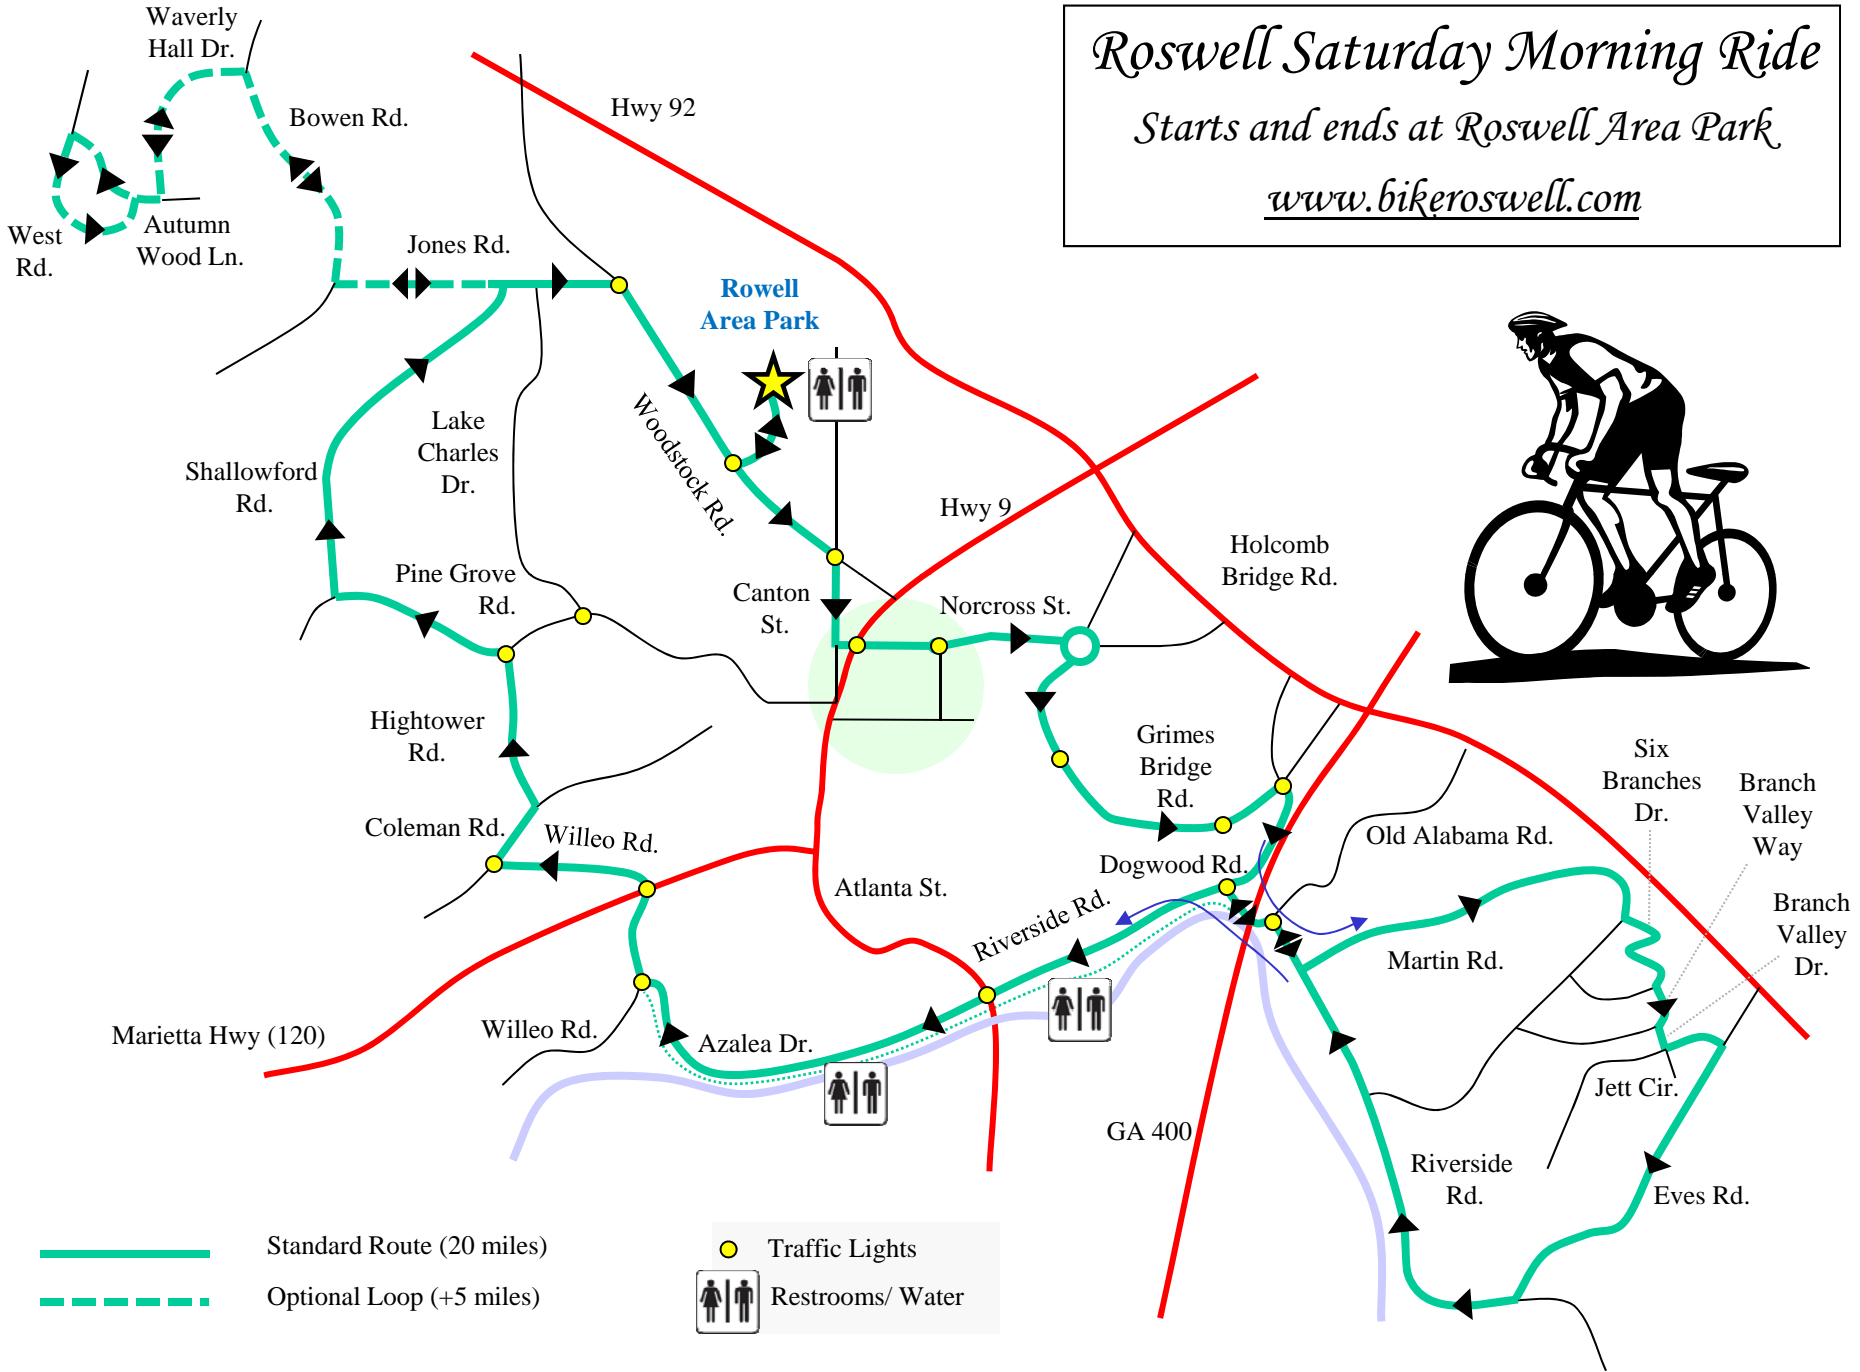 Roswell Saturday Morning Ride
Starts and ends at Roswell Area Park
www.bikeroswell.com
Waverly
Hall Dr.
Bowen Rd.
Hwy 92
West
Rd.
Autumn
Wood Ln.
Jones Rd.
Rowell
Area Park
Lake
Charles
Dr.
Woodstock Rd.
Shallowford
Rd.
Hwy 9
Holcomb
Bridge Rd.
Pine Grove
Rd.
Canton
St.
Norcross St.
Hightower
Rd.
Grimes
Bridge
Rd.
Six
Branches
Dr.
Branch
Valley
Way
Coleman Rd.
Willeo Rd.
Old Alabama Rd.
Dogwood Rd.
Atlanta St.
Riverside Rd.
Branch
Valley
Dr.
Martin Rd.
Marietta Hwy (120)
Willeo Rd.
Azalea Dr.
Jett Cir.
GA 400
Riverside
Rd.
Eves Rd.
Standard Route (20 miles)
Optional Loop (+5 miles)
Traffic Lights
Restrooms/ Water